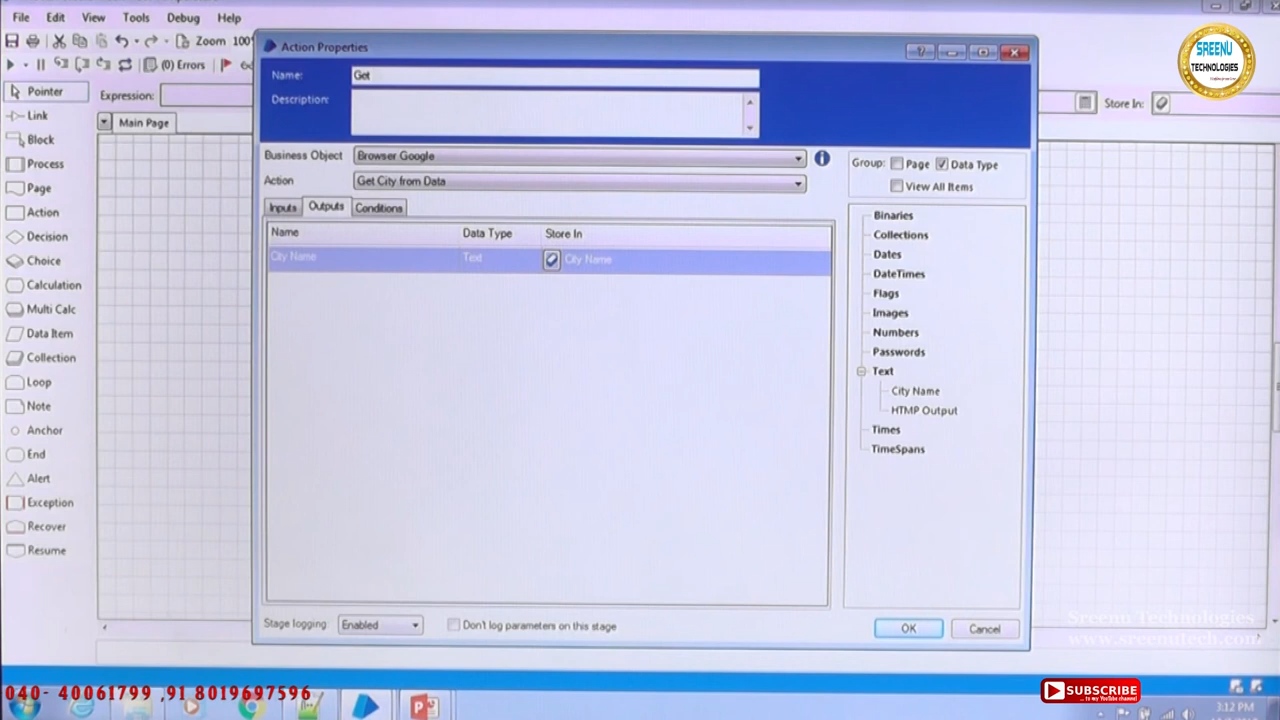 File Edit View Tools Debug Help
Zoom 100
(0) Errors
SREENU
TECHNOLOGIES
Action Properties
Name: Get
Description:
Pointer
Expression:
Store In:
Link
Main Page
Block
Process
Page
Action
Decision
Choice
Calculation
Multi Calc
Data Item
Collection
Loop
Note
Anchor
End
Alert
Exception
Recover
Resume
Business Object Browser Google
Action Get City from Data
Group: Page Data Type
View All Items
Inputs Outputs Conditions
Name Data Type Store In
City Name Text City Name
Binaries
Collections
Dates
DateTimes
Flags
Images
Numbers
Passwords
Text
City Name
HTMP Output
Times
TimeSpans
Stage logging Enabled Don't log parameters on this stage
OK Cancel
Sreenu Technologies
www.sreenutech.com
040- 40061799 ,91 8019697596
SUBSCRIBE
3:12 PM